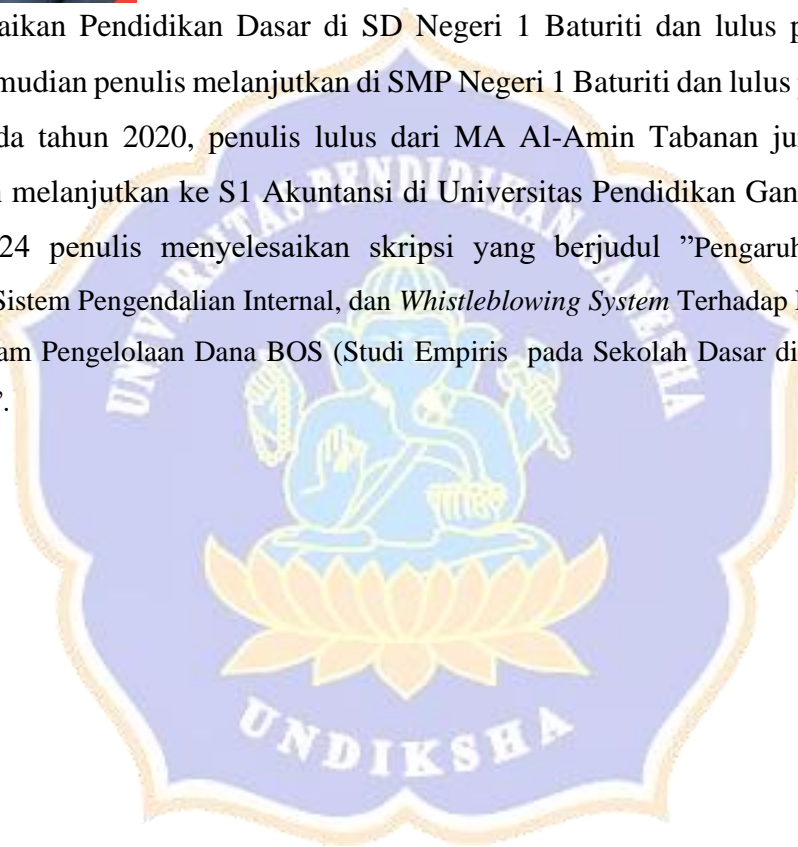 aikan Pendidikan Dasar di SD Negeri 1 Baturiti dan lulus p
mudian penulis melanjutkan di SMP Negeri 1 Baturiti dan lulus
da tahun 2020, penulis lulus dari MA Al-Amin Tabanan ju
melanjutkan ke S1 Akuntansi di Universitas Pendidikan Gan
24 penulis menyelesaikan skripsi yang berjudul ”Pengaruh
Sistem Pengendalian Internal, dan Whistleblowing System Terhadap
am Pengelolaan Dana BOS (Studi Empiris pada Sekolah Dasar di
”.
UNIVERSITAS PENDIDIKAN GANESHA
UNDIKSHA